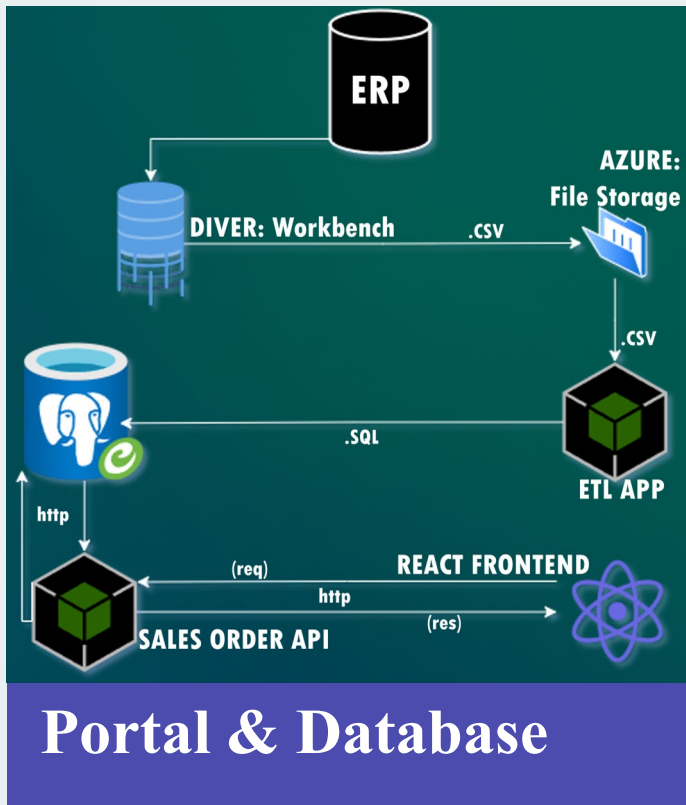 ERP
AZURE:
File Storage
DIVER: Workbench
.CSV
.CSV
.SQL
ETL APP
http
REACT FRONTEND
(req)
http
(res)
SALES ORDER API
Portal & Database